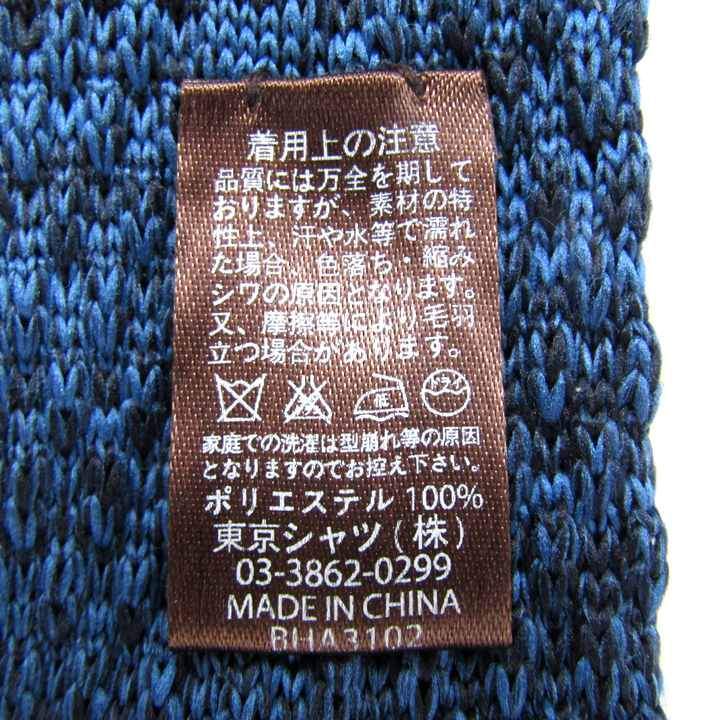 着用上の注意
品質には万全を期して
おりますが、素材の特
性上、汗や水等で濡れ
た場合、色落ち・縮み
シワの原因となります。
又、摩擦等により毛羽
立つ場合があります。
低 ドライ
家庭での洗濯は型崩れ等の原因
となりますのでお控え下さい。
ポリエステル 100%
東京シャツ(株)
03-3862-0299
MADE IN CHINA
BHA3102